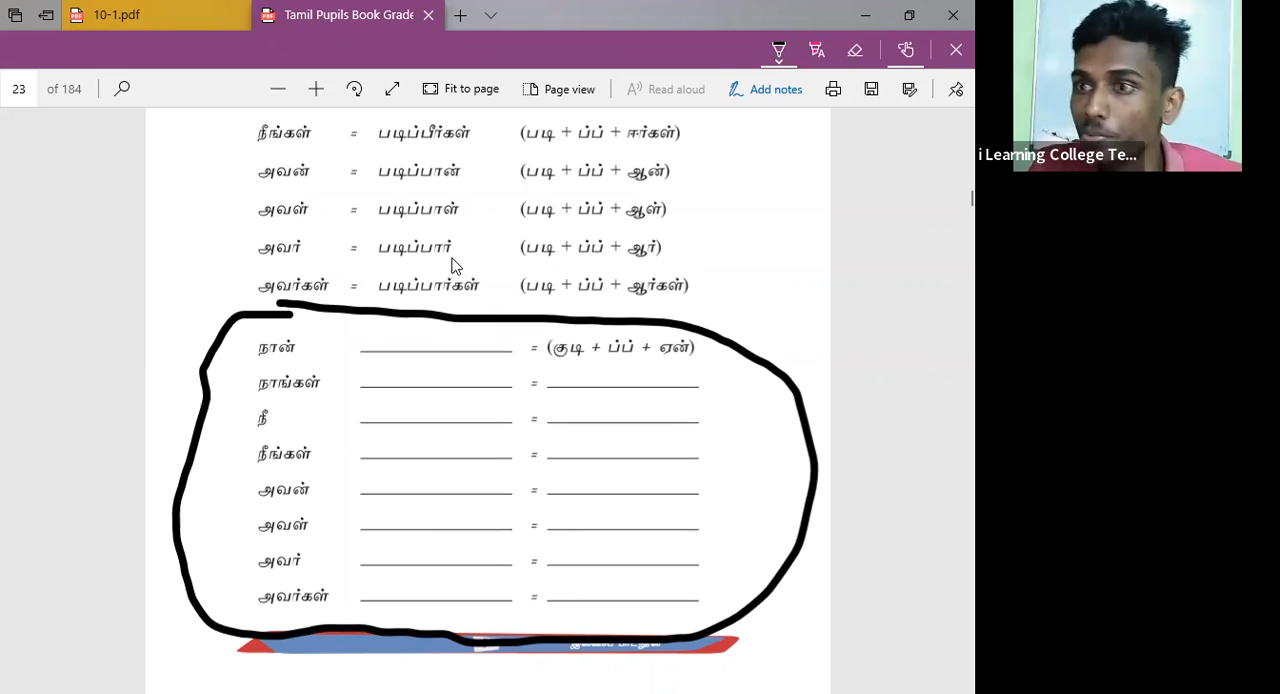 10-1.pdf
Tamil Pupils Book Grade
23 of 184
Fit to page
Page view
Read aloud
Add notes
i Learning College Te...
நீங்கள் = படிப்பீர்கள் (படி + ப்ப் + ஈர்கள்)
அவன் = படிப்பான் (படி + ப்ப் + ஆன்)
அவள் = படிப்பாள் (படி + ப்ப் + ஆள்)
அவர் = படிப்பார் (படி + ப்ப் + ஆர்)
அவர்கள் = படிப்பார்கள் (படி + ப்ப் + ஆர்கள்)
நான் = (குடி + ப்ப் + ஏன்)
நாங்கள் =
நீ =
நீங்கள் =
அவன் =
அவள் =
அவர் =
அவர்கள் =